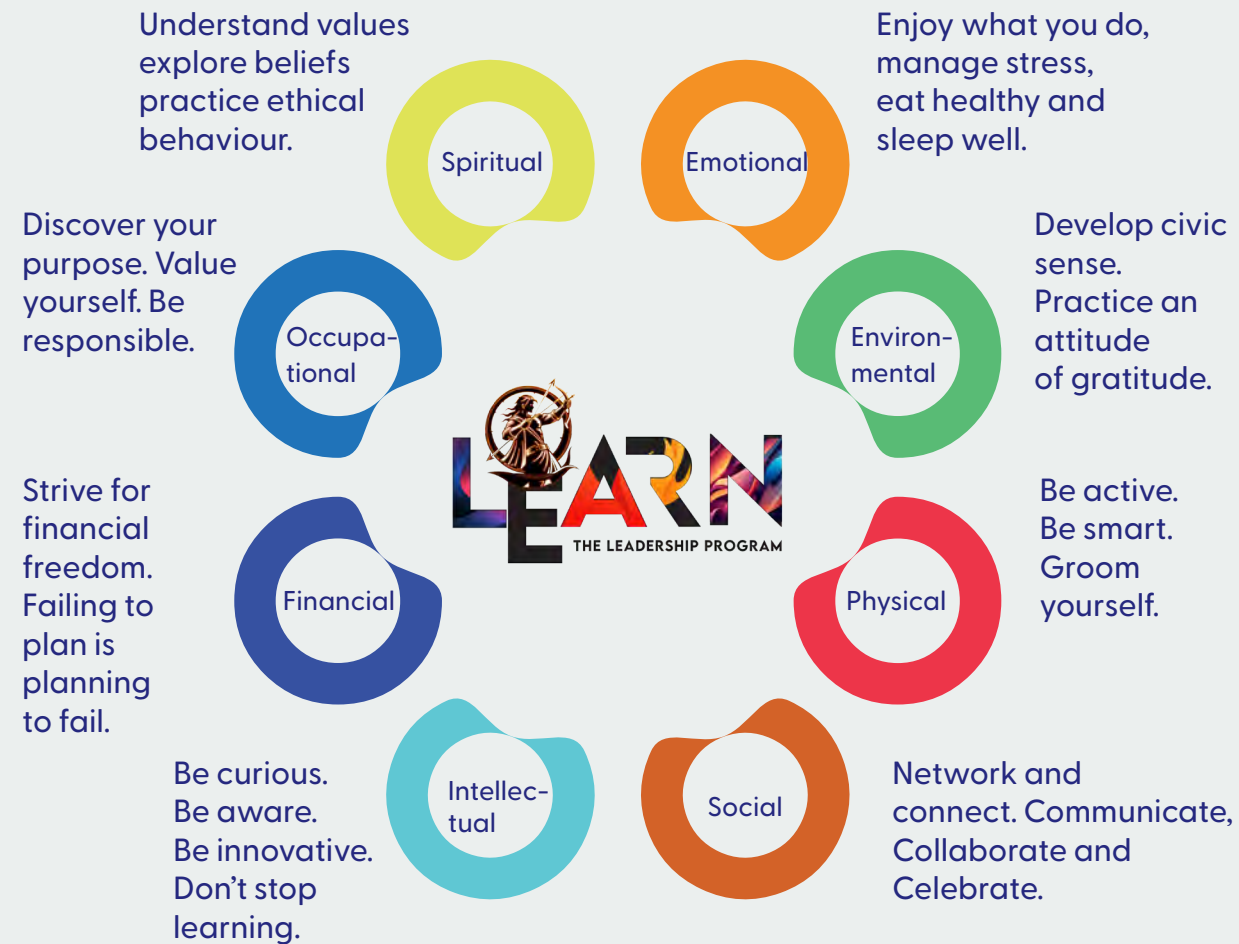 Understand values
explore beliefs
practice ethical
behaviour.
Spiritual
Enjoy what you do,
manage stress,
eat healthy and
sleep well.
Emotional
Discover your
purpose. Value
yourself. Be
responsible.
Occupa-
tional
Develop civic
sense.
Practice an
attitude
of gratitude.
Environ-
mental
LEARN
THE LEADERSHIP PROGRAM
Strive for
financial
freedom.
Failing to
plan is
planning
to fail.
Financial
Be active.
Be smart.
Groom
yourself.
Physical
Be curious.
Be aware.
Be innovative.
Don’t stop
learning.
Intellec-
tual
Social
Network and
connect. Communicate,
Collaborate and
Celebrate.